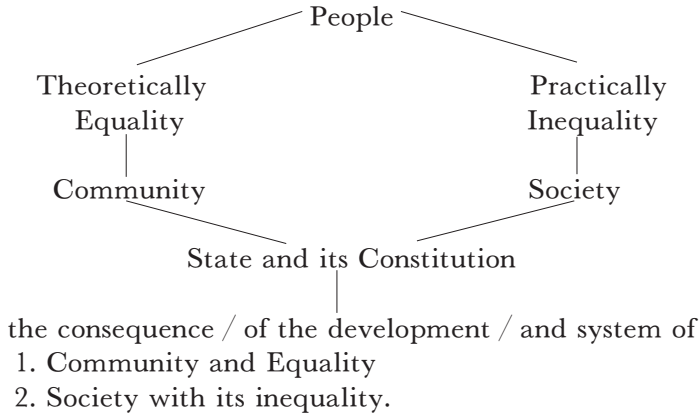 People
Theoretically
Equality
Practically
Inequality
Community
Society
State and its Constitution
the consequence / of the development / and system of
1. Community and Equality
2. Society with its inequality.